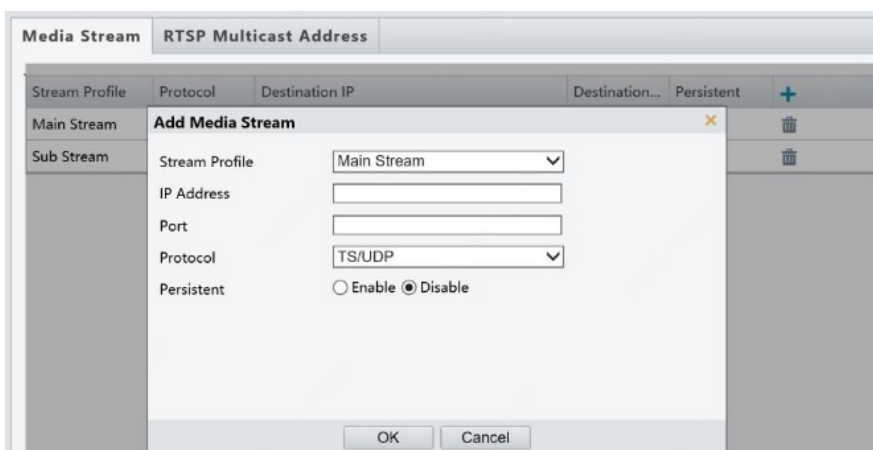 Media Stream RTSP Multicast Address
Stream Profile Protocol Destination IP Destination... Persistent
Main Stream
Sub Stream
Add Media Stream
Stream Profile Main Stream
IP Address
Port
Protocol TS/UDP
Persistent Enable Disable
OK Cancel